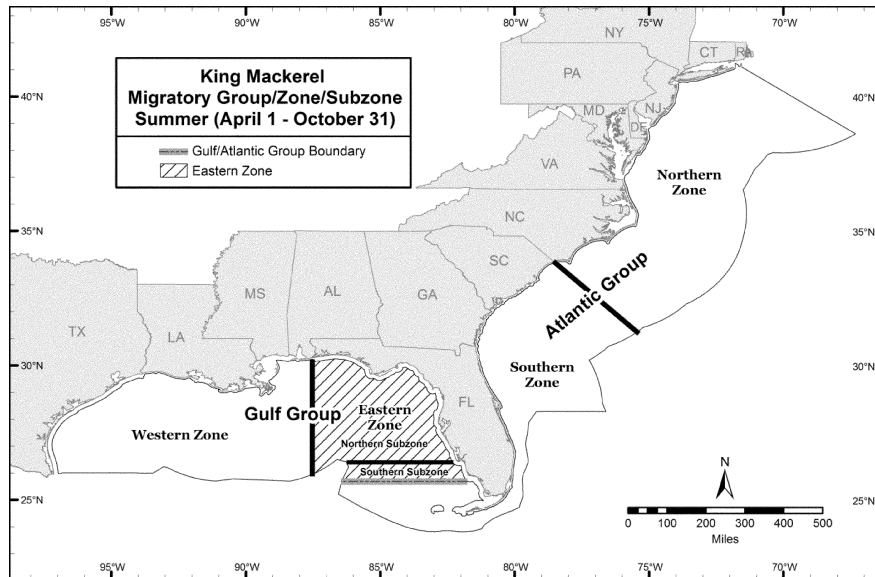 85°W
80°W
75°W
70°W
King Mackerel
Migratory Group/Zone/Subzone
Summer (April 1 - October 31)
Gulf/Atlantic Group Boundary
Eastern Zone
NY
CT
RI
PA
40°N
40°N
NJ
MD
DE
VA
Northern
Zone
35°N
35°N
NC
SC
Atlantic Group
MS
AL
GA
TX
LA
30°N
30°N
Southern
Zone
FL
Gulf Group
Eastern
Zone
Western Zone
Northern Subzone
Southern Subzone
N
25°N
25°N
0
100
200
300
400
500
Miles
95°W
90°W
85°W
80°W
75°W
70°W